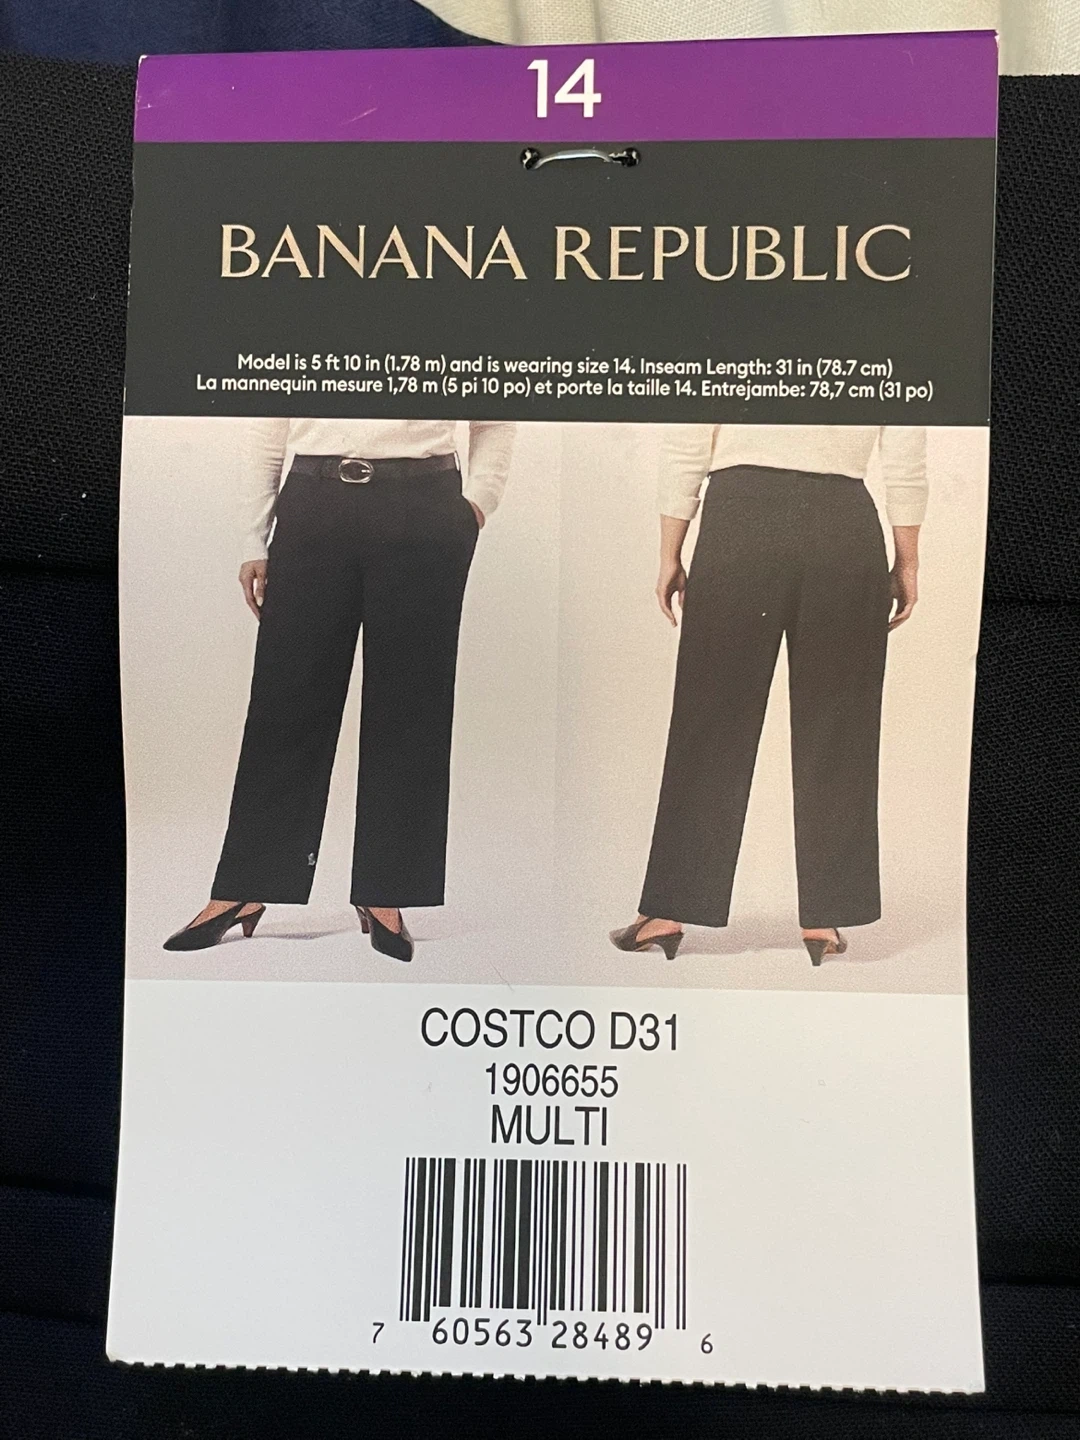 14
BANANA REPUBLIC
Model is 5 ft 10 in (1.78 m) and is wearing size 14. Inseam Length: 31 in (78.7 cm)
La mannequin mesure 1,78 m (5 pi 10 po) et porte la taille 14. Entrejambe: 78,7 cm (31 po)
COSTCO D31
1906655
MULTI
7 60563 28489 6